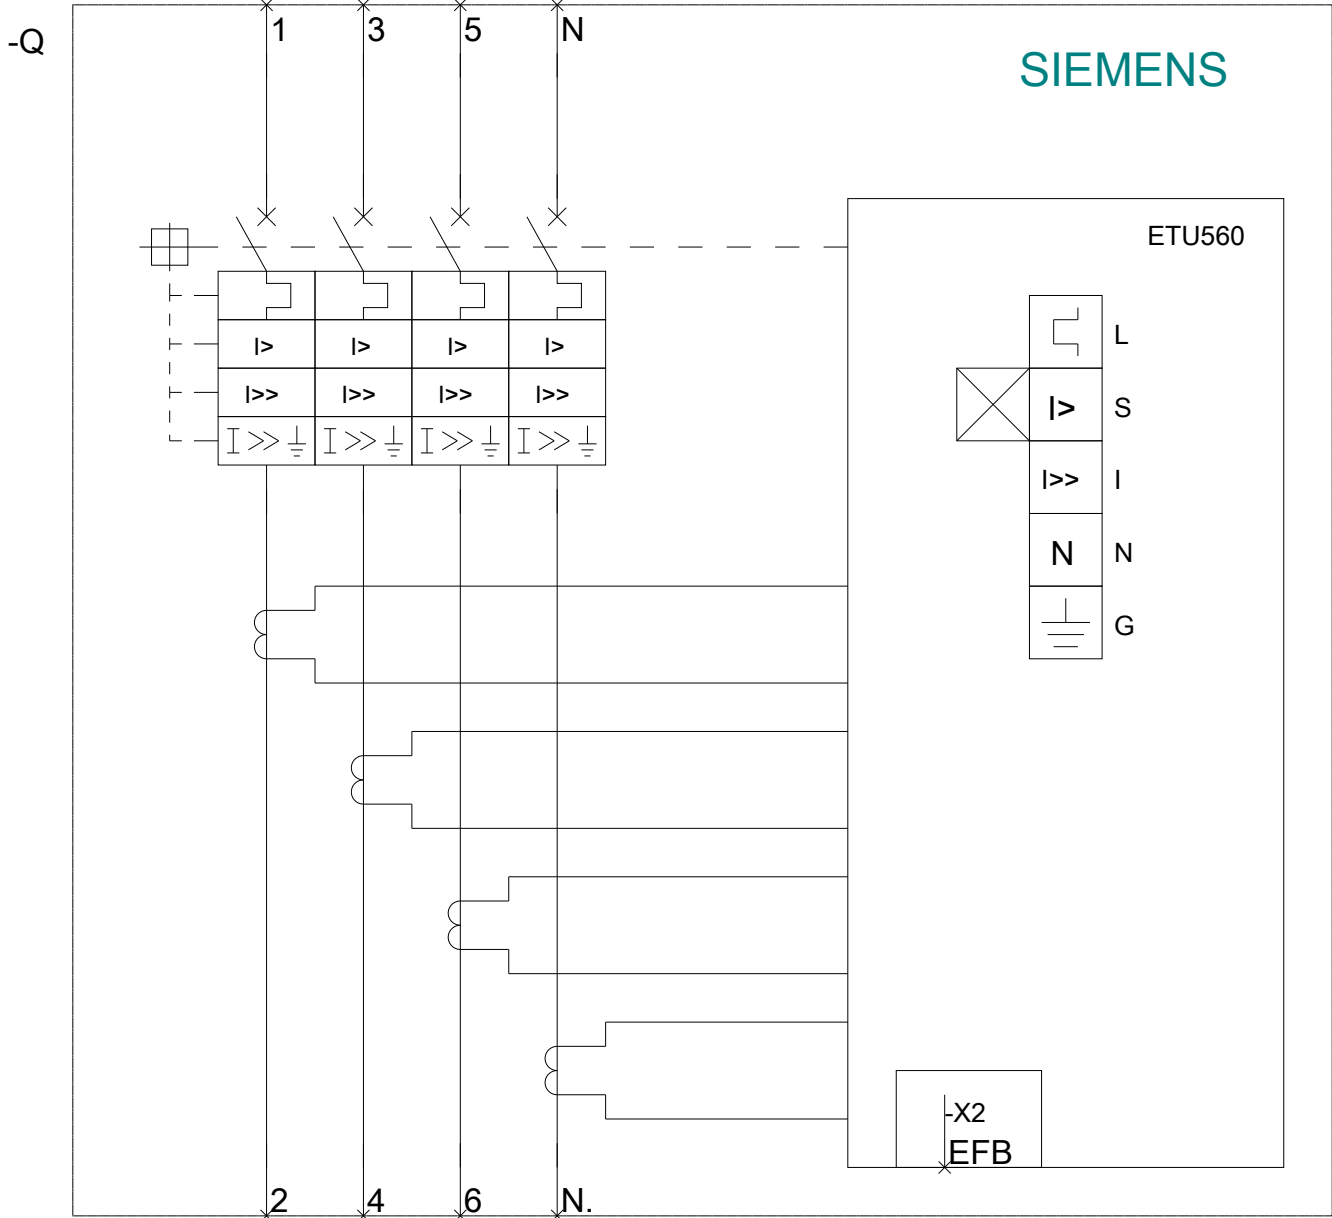 1 3 5 N
-Q
SIEMENS
ETU560
L
I> I> I> I>
I>> I>> I>> I>>
I>> I>> I>> I>>
I> S
I>> I
N N
G
-X2
EFB
2 4 6 N.